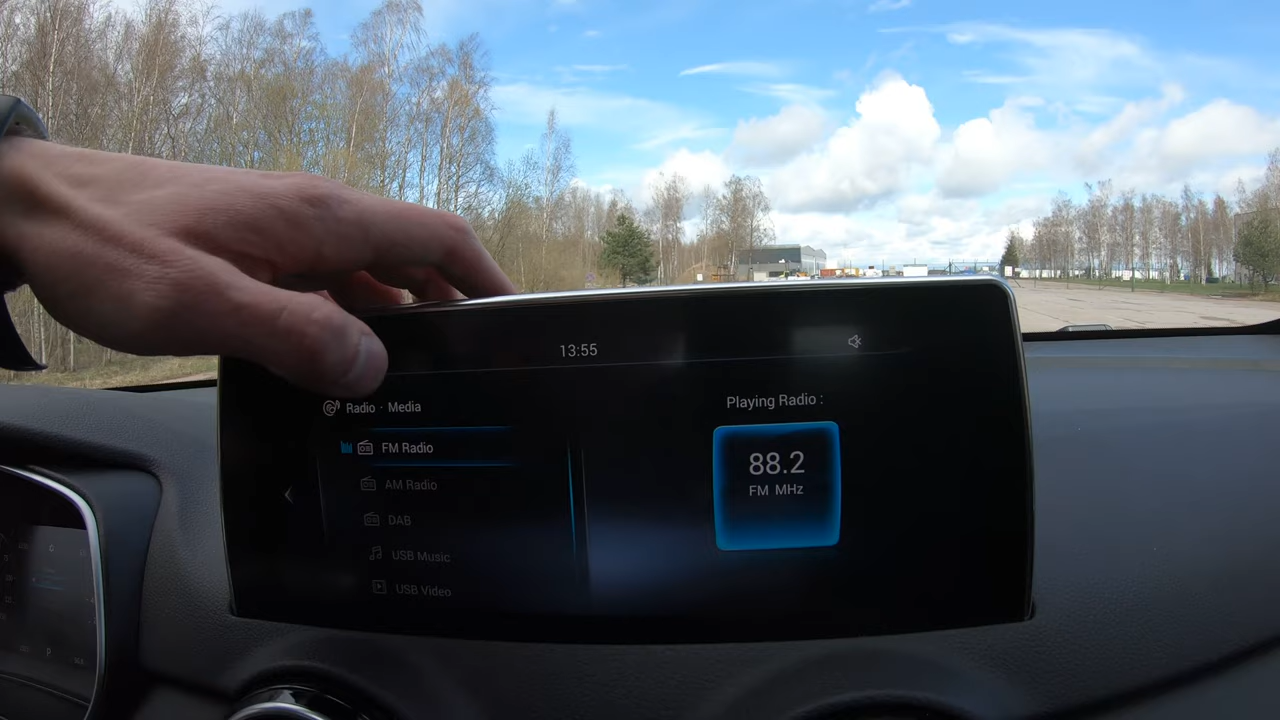 13:55
Radio · Media
FM Radio
AM Radio
DAB
USB Music
USB Video
Playing Radio :
88.2
FM MHz
P